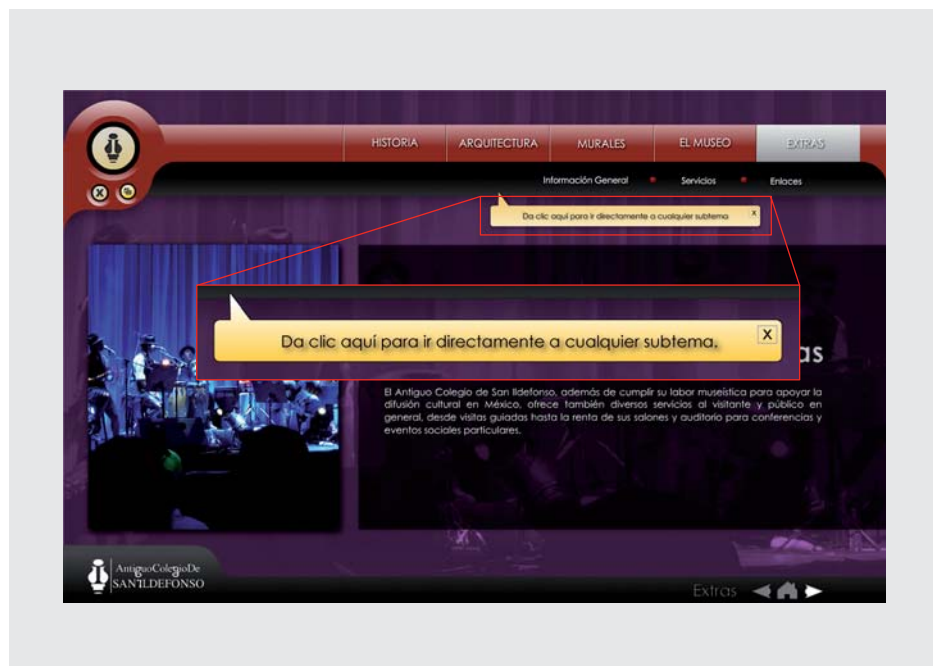 HISTORIA ARQUITECTURA MURALES EL MUSEO EXTRAS
Información General Servicios Enlaces
Da clic aquí para ir directamente a cualquier subtema X
Da clic aquí para ir directamente a cualquier subtema. X
as
El Antiguo Colegio de San Ildefonso, además de cumplir su labor museística para apoyar la
difusión cultural en México, ofrece también diversos servicios al visitante y público en
general, desde visitas guiadas hasta la renta de sus salones y auditorio para conferencias y
eventos sociales particulares.
AntiguoColegioDe
SANILDEFONSO
Extras